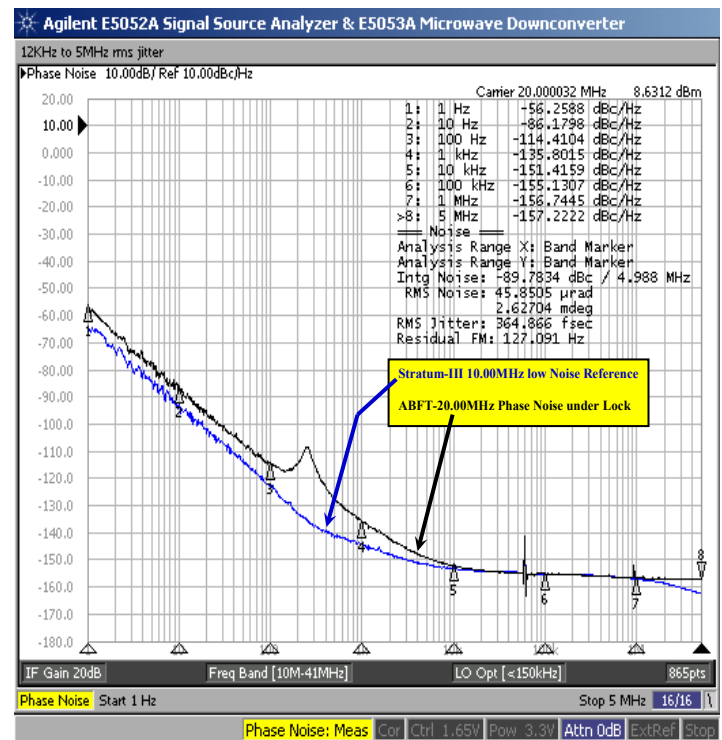 Agilent E5052A Signal Source Analyzer & E5053A Microwave Downconverter
12KHz to 5MHz rms jitter
▶Phase Noise 10.00dB/ Ref 10.00dBc/Hz
Carrier 20.000032 MHz 8.6312 dBm
1: 1 Hz -56.2588 dBc/Hz
2: 10 Hz -86.1798 dBc/Hz
3: 100 Hz -114.4104 dBc/Hz
4: 1 kHz -135.8015 dBc/Hz
5: 10 kHz -151.4159 dBc/Hz
6: 100 kHz -155.1307 dBc/Hz
7: 1 MHz -156.7445 dBc/Hz
>8: 5 MHz -157.2222 dBc/Hz
Noise
Analysis Range X: Band Marker
Analysis Range Y: Band Marker
Intg Noise: -89.7834 dBc / 4.988 MHz
RMS Noise: 45.8505 µrad
2.62704 mdeg
RMS Jitter: 364.866 fsec
Residual FM: 127.091 Hz
20.00
10.00
0.000
-10.00
-20.00
-30.00
-40.00
-50.00
-60.00
-70.00
-80.00
-90.00
-100.0
-110.0
-120.0
-130.0
-140.0
-150.0
-160.0
-170.0
-180.0
Stratum-III 10.00MHz low Noise Reference
ABFT-20.00MHz Phase Noise under Lock
1
2
3
4
5
6
7
8
IF Gain 20dB Freq Band [10M-41MHz] LO Opt [<150kHz] 865pts
Phase Noise Start 1 Hz Stop 5 MHz 16/16
Phase Noise: Meas Cor Ctrl 1.65V Pow 3.3V Attn 0dB ExtRef Stop